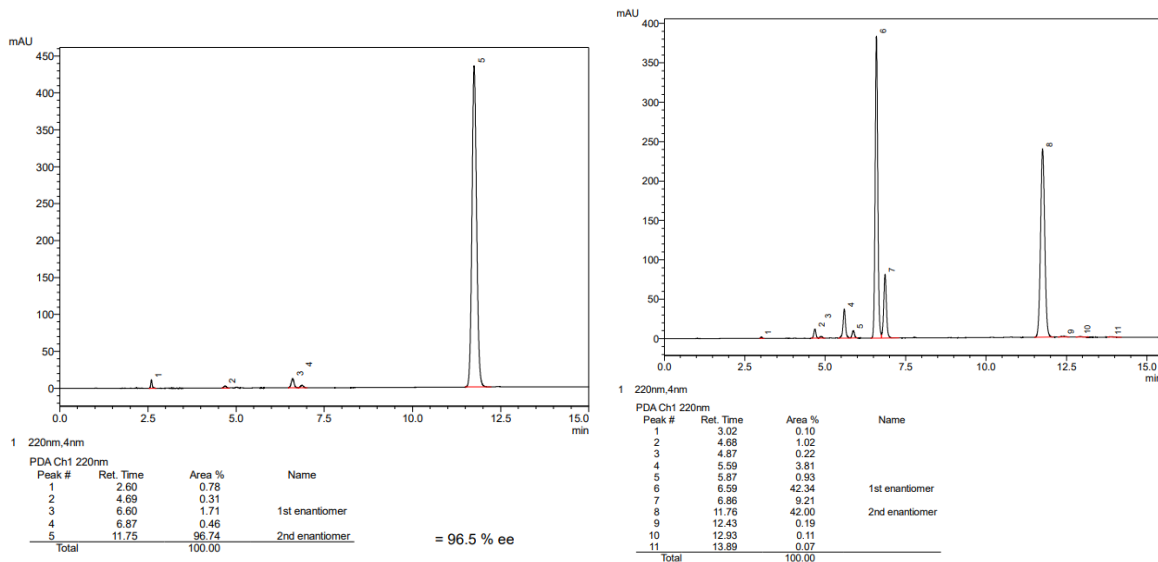 mAU
450
400
350
300
250
200
150
100
50
0
1
2
3
4
5
0.0
2.5
5.0
7.5
10.0
12.5
15.0
min
1 220nm,4nm
PDA Ch1 220nm
Peak # Ret. Time Area % Name
1 2.60 0.78
2 4.69 0.31
3 6.60 1.71 1st enantiomer
4 6.87 0.46
5 11.75 96.74 2nd enantiomer
Total 100.00
= 96.5 % ee
mAU
400
350
300
250
200
150
100
50
0
1
2
3
4
5
6
7
8
9
10
11
0.0
2.5
5.0
7.5
10.0
12.5
15.0
min
1 220nm,4nm
PDA Ch1 220nm
Peak # Ret. Time Area % Name
1 3.02 0.10
2 4.68 1.02
3 4.87 0.22
4 5.59 3.81
5 5.87 0.93
6 6.59 42.34 1st enantiomer
7 6.86 9.21
8 11.76 42.00 2nd enantiomer
9 12.43 0.19
10 12.93 0.11
11 13.89 0.07
Total 100.00